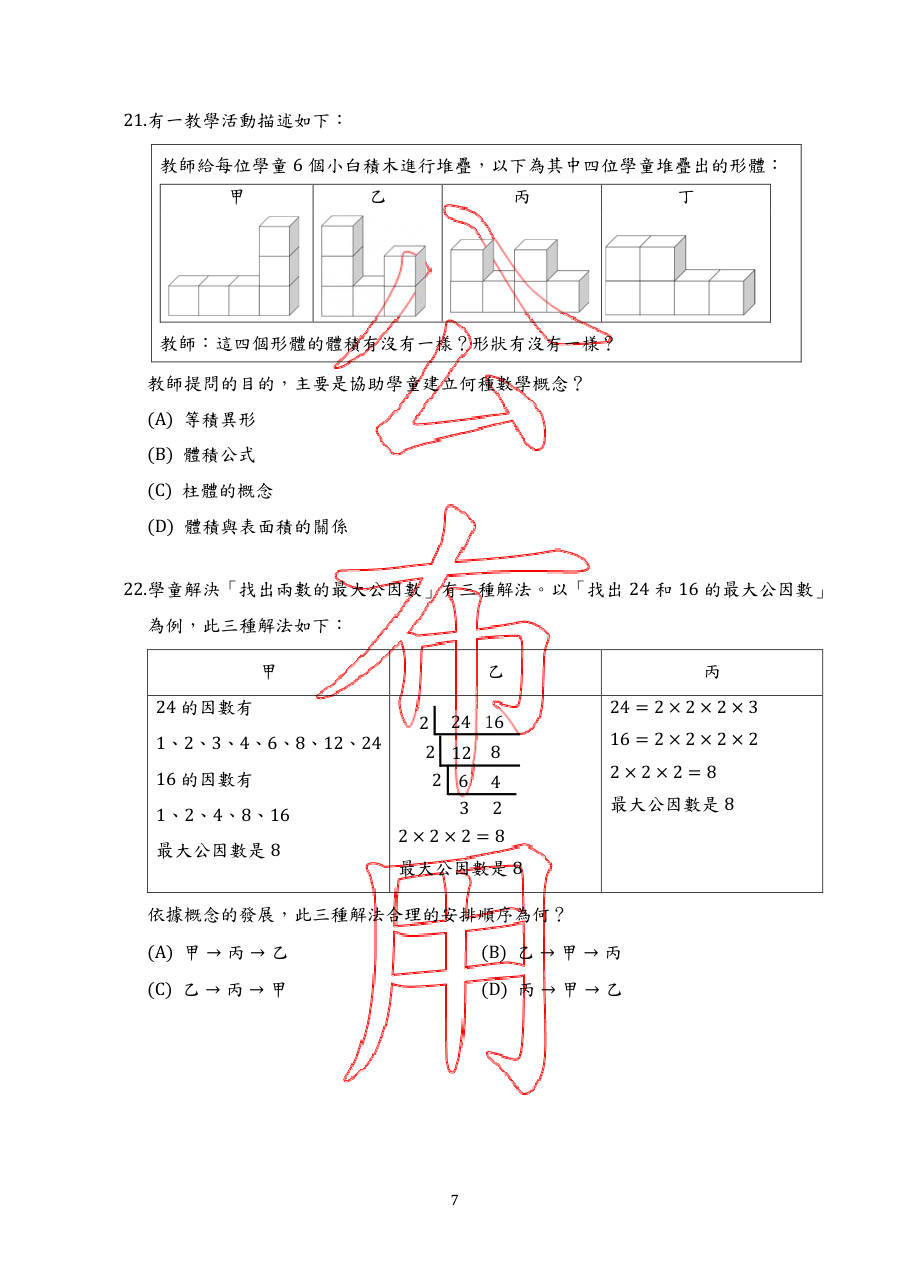 21.有一教學活動描述如下：
教師給每位學童 6 個小白積木進行堆疊，以下為其中四位學童堆疊出的形體：
甲 乙 丙 丁
教師：這四個形體的體積有沒有一樣？形狀有沒有一樣？
教師提問的目的，主要是協助學童建立何種數學概念？
(A) 等積異形
(B) 體積公式
(C) 柱體的概念
(D) 體積與表面積的關係
22.學童解決「找出兩數的最大公因數」有三種解法。以「找出 24 和 16 的最大公因數」
為例，此三種解法如下：
甲 乙 丙
24 的因數有
1、2、3、4、6、8、12、24
16 的因數有
1、2、4、8、16
最大公因數是 8
2 24 16
2 12 8
2 6 4
3 2
2 × 2 × 2 = 8
最大公因數是 8
24 = 2 × 2 × 2 × 3
16 = 2 × 2 × 2 × 2
2 × 2 × 2 = 8
最大公因數是 8
依據概念的發展，此三種解法合理的安排順序為何？
(A) 甲 → 丙 → 乙 (B) 乙 → 甲 → 丙
(C) 乙 → 丙 → 甲 (D) 丙 → 甲 → 乙
公布用
7